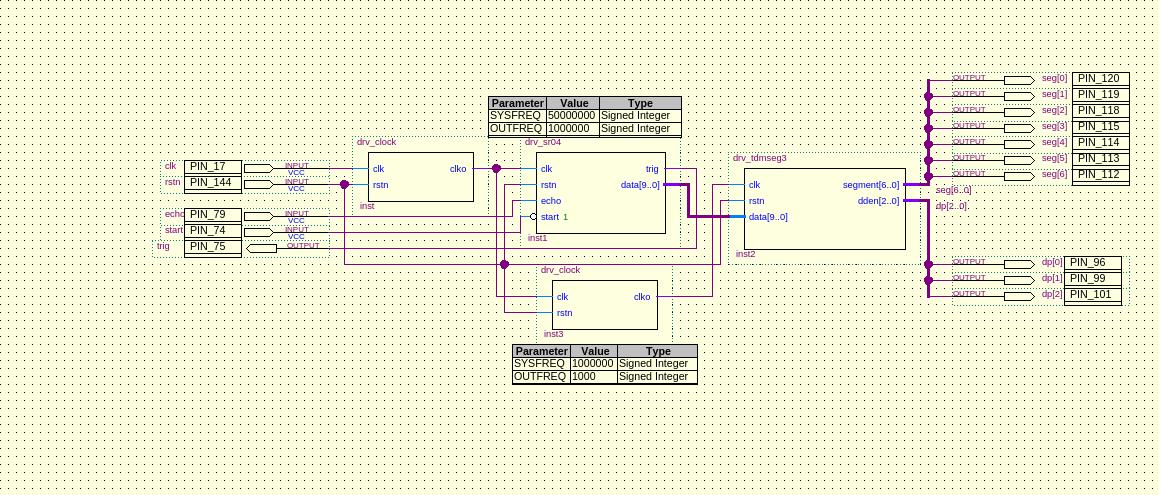 Parameter Value Type
SYSFREQ 50000000 Signed Integer
OUTFREQ 1000000 Signed Integer
drv_clock
clk clko
rstn
inst
drv_sr04
clk trig
rstn data[9..0]
echo
start 1
inst1
drv_tdmseg3
clk segment[6..0]
rstn dden[2..0]
data[9..0]
inst2
drv_clock
clk clko
rstn
inst3
Parameter Value Type
SYSFREQ 1000000 Signed Integer
OUTFREQ 1000 Signed Integer
clk PIN_17 INPUT VCC
rstn PIN_144 INPUT VCC
echo PIN_79 INPUT VCC
start PIN_74 INPUT VCC
trig PIN_75 OUTPUT
OUTPUT seg[0] PIN_120
OUTPUT seg[1] PIN_119
OUTPUT seg[2] PIN_118
OUTPUT seg[3] PIN_115
OUTPUT seg[4] PIN_114
OUTPUT seg[5] PIN_113
OUTPUT seg[6] PIN_112
seg[6..0]
dp[2..0]
OUTPUT dp[0] PIN_96
OUTPUT dp[1] PIN_99
OUTPUT dp[2] PIN_101